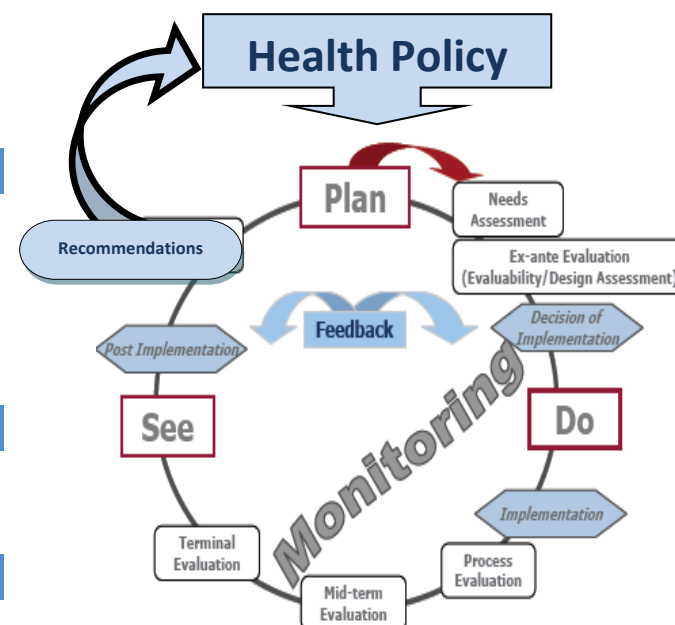 Health Policy
Plan
Needs
Assessment
Recommendations
Ex-ante Evaluation
(Evaluability/Design Assessment)
Feedback
Decision of
Implementation
Post Implementation
Monitoring
See
Do
Implementation
Terminal
Evaluation
Process
Evaluation
Mid-term
Evaluation